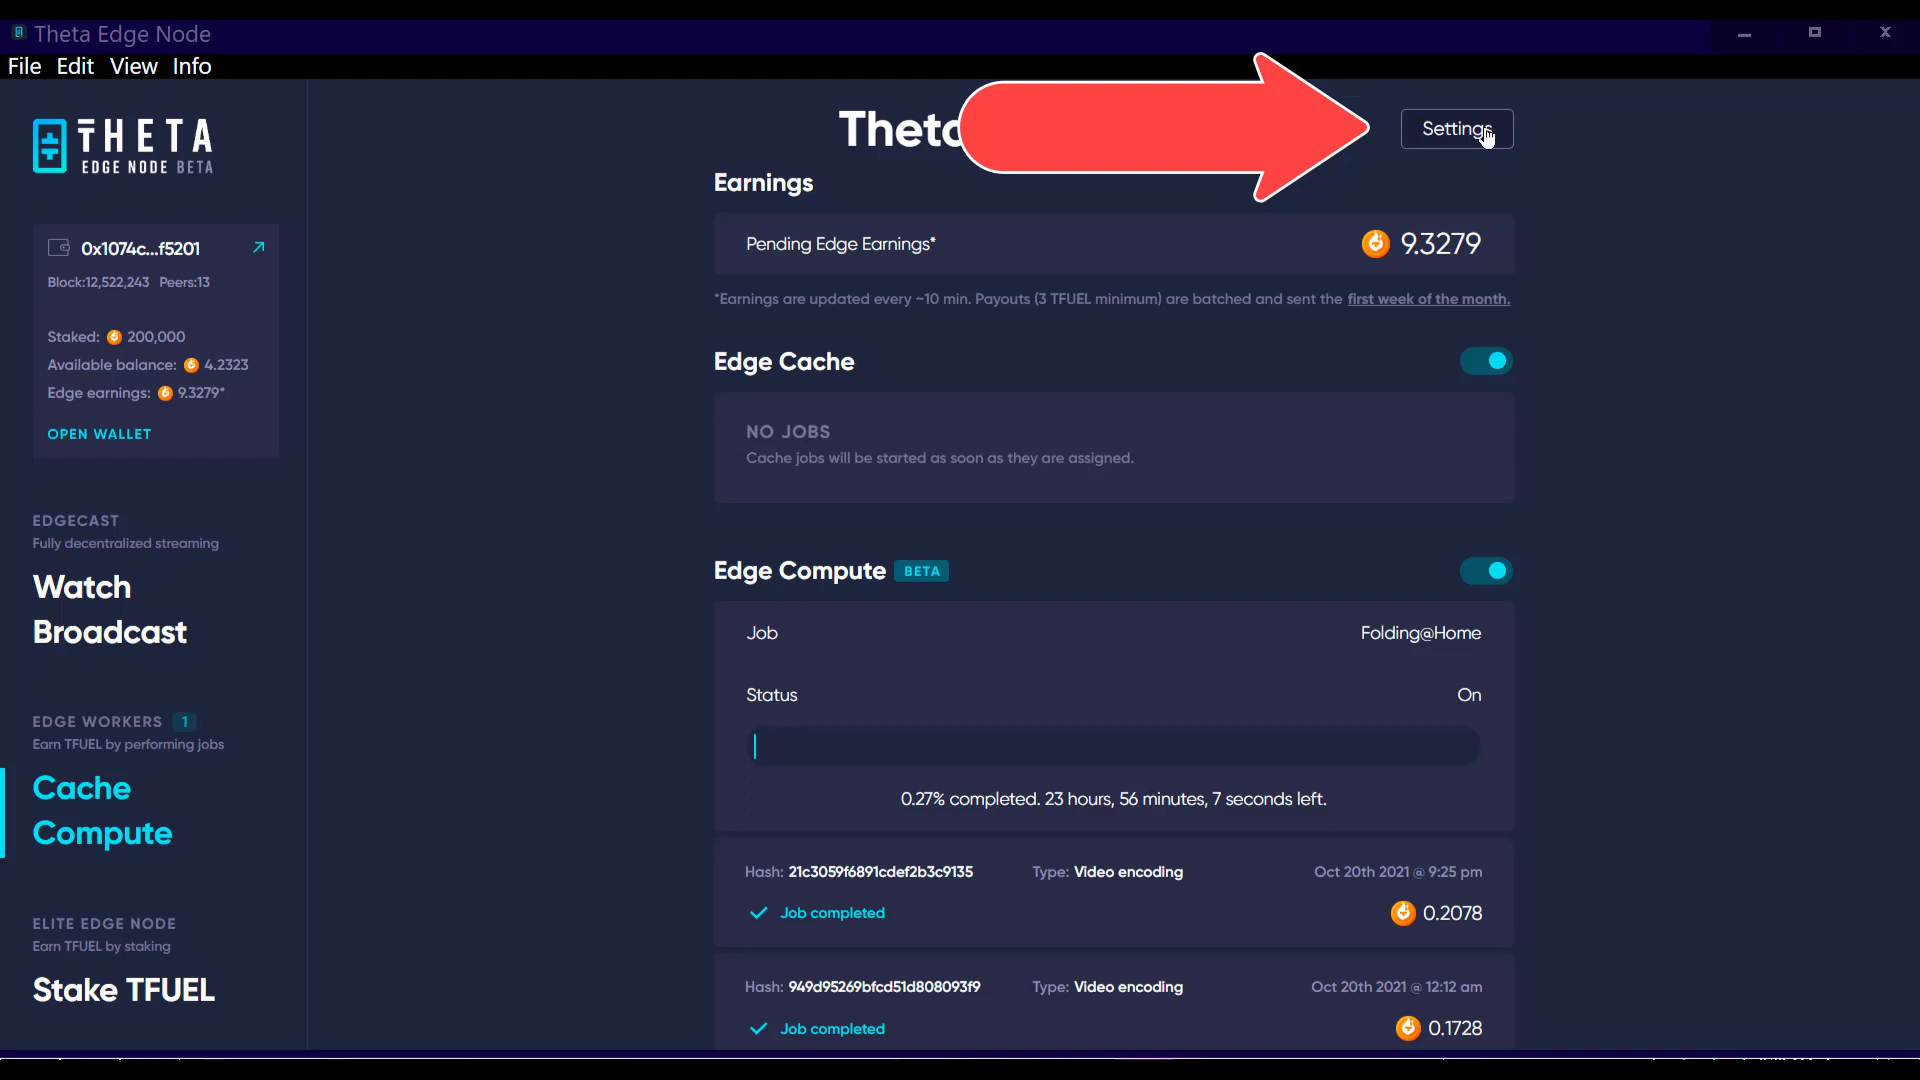 Theta Edge Node
File Edit View Info
THETA
EDGE NODE BETA
0x1074c...f5201
Block:12,522,243 Peers:13
Staked: 200,000
Available balance: 4.2323
Edge earnings: 9.3279*
OPEN WALLET
EDGECAST
Fully decentralized streaming
Watch
Broadcast
EDGE WORKERS 1
Earn TFUEL by performing jobs
Cache
Compute
ELITE EDGE NODE
Earn TFUEL by staking
Stake TFUEL
Settings
Earnings
Pending Edge Earnings* 9.3279
*Earnings are updated every ~10 min. Payouts (3 TFUEL minimum) are batched and sent the first week of the month.
Edge Cache
NO JOBS
Cache jobs will be started as soon as they are assigned.
Edge Compute BETA
Job Folding@Home
Status On
0.27% completed. 23 hours, 56 minutes, 7 seconds left.
Hash: 21c3059f6891cdef2b3c9135 Type: Video encoding Oct 20th 2021 @ 9:25 pm
Job completed 0.2078
Hash: 949d95269bfcd51d808093f9 Type: Video encoding Oct 20th 2021 @ 12:12 am
Job completed 0.1728